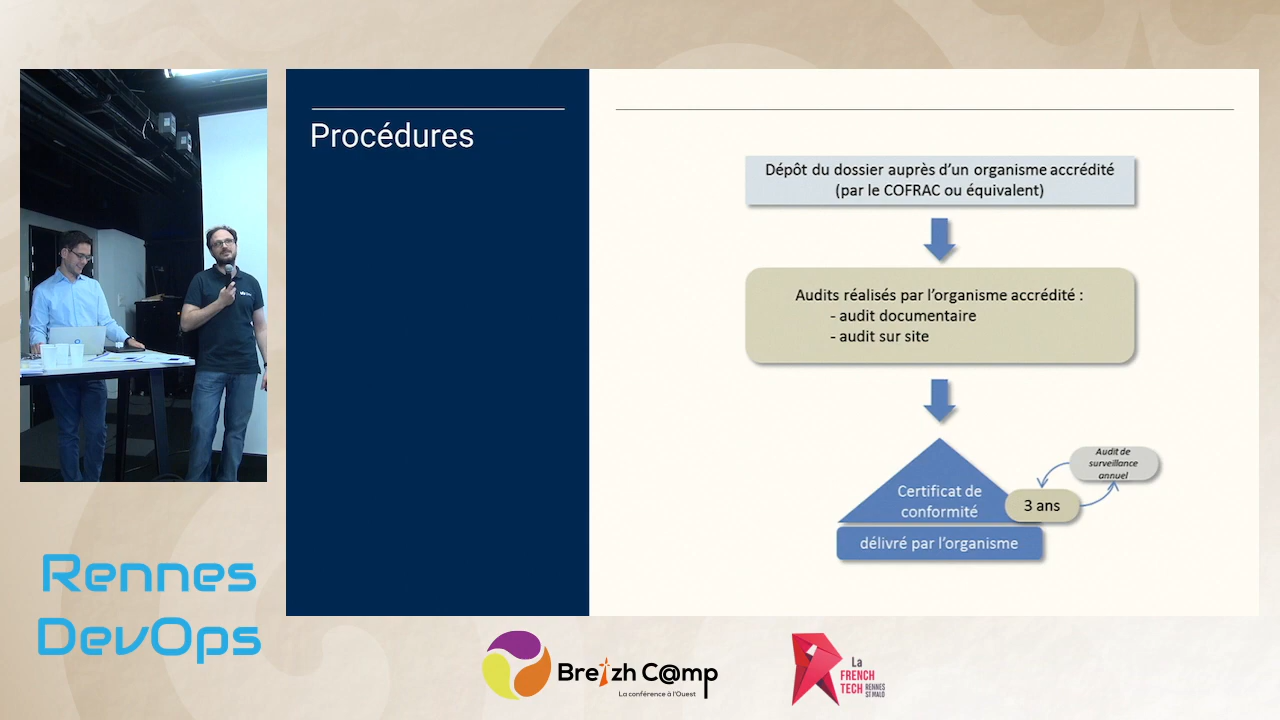 Procédures
Dépôt du dossier auprès d’un organisme accrédité
(par le COFRAC ou équivalent)
Audits réalisés par l’organisme accrédité :
- audit documentaire
- audit sur site
Certificat de
conformité
délivré par l’organisme
3 ans
Audit de
surveillance
annuel
Rennes
DevOps
Breizh C@mp
La conférence à l'Ouest
La
FRENCH
TECH
RENNES
ST MALO